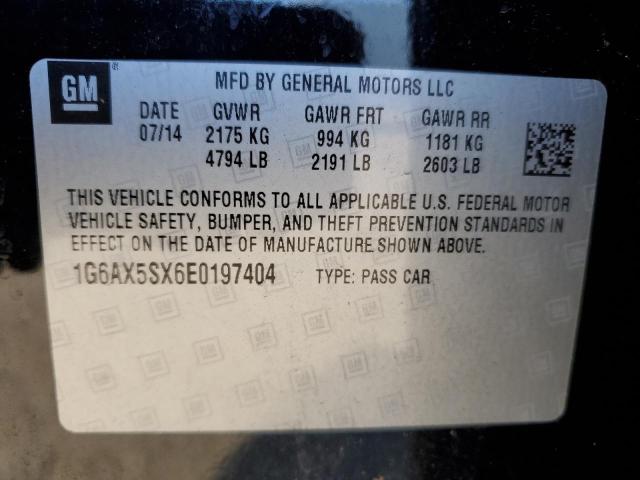 GM
MFD BY GENERAL MOTORS LLC
DATE GVWR GAWR FRT GAWR RR
07/14 2175 KG 994 KG 1181 KG
4794 LB 2191 LB 2603 LB
THIS VEHICLE CONFORMS TO ALL APPLICABLE U.S. FEDERAL MOTOR
VEHICLE SAFETY, BUMPER, AND THEFT PREVENTION STANDARDS IN
EFFECT ON THE DATE OF MANUFACTURE SHOWN ABOVE.
1G6AX5SX6E0197404 TYPE: PASS CAR